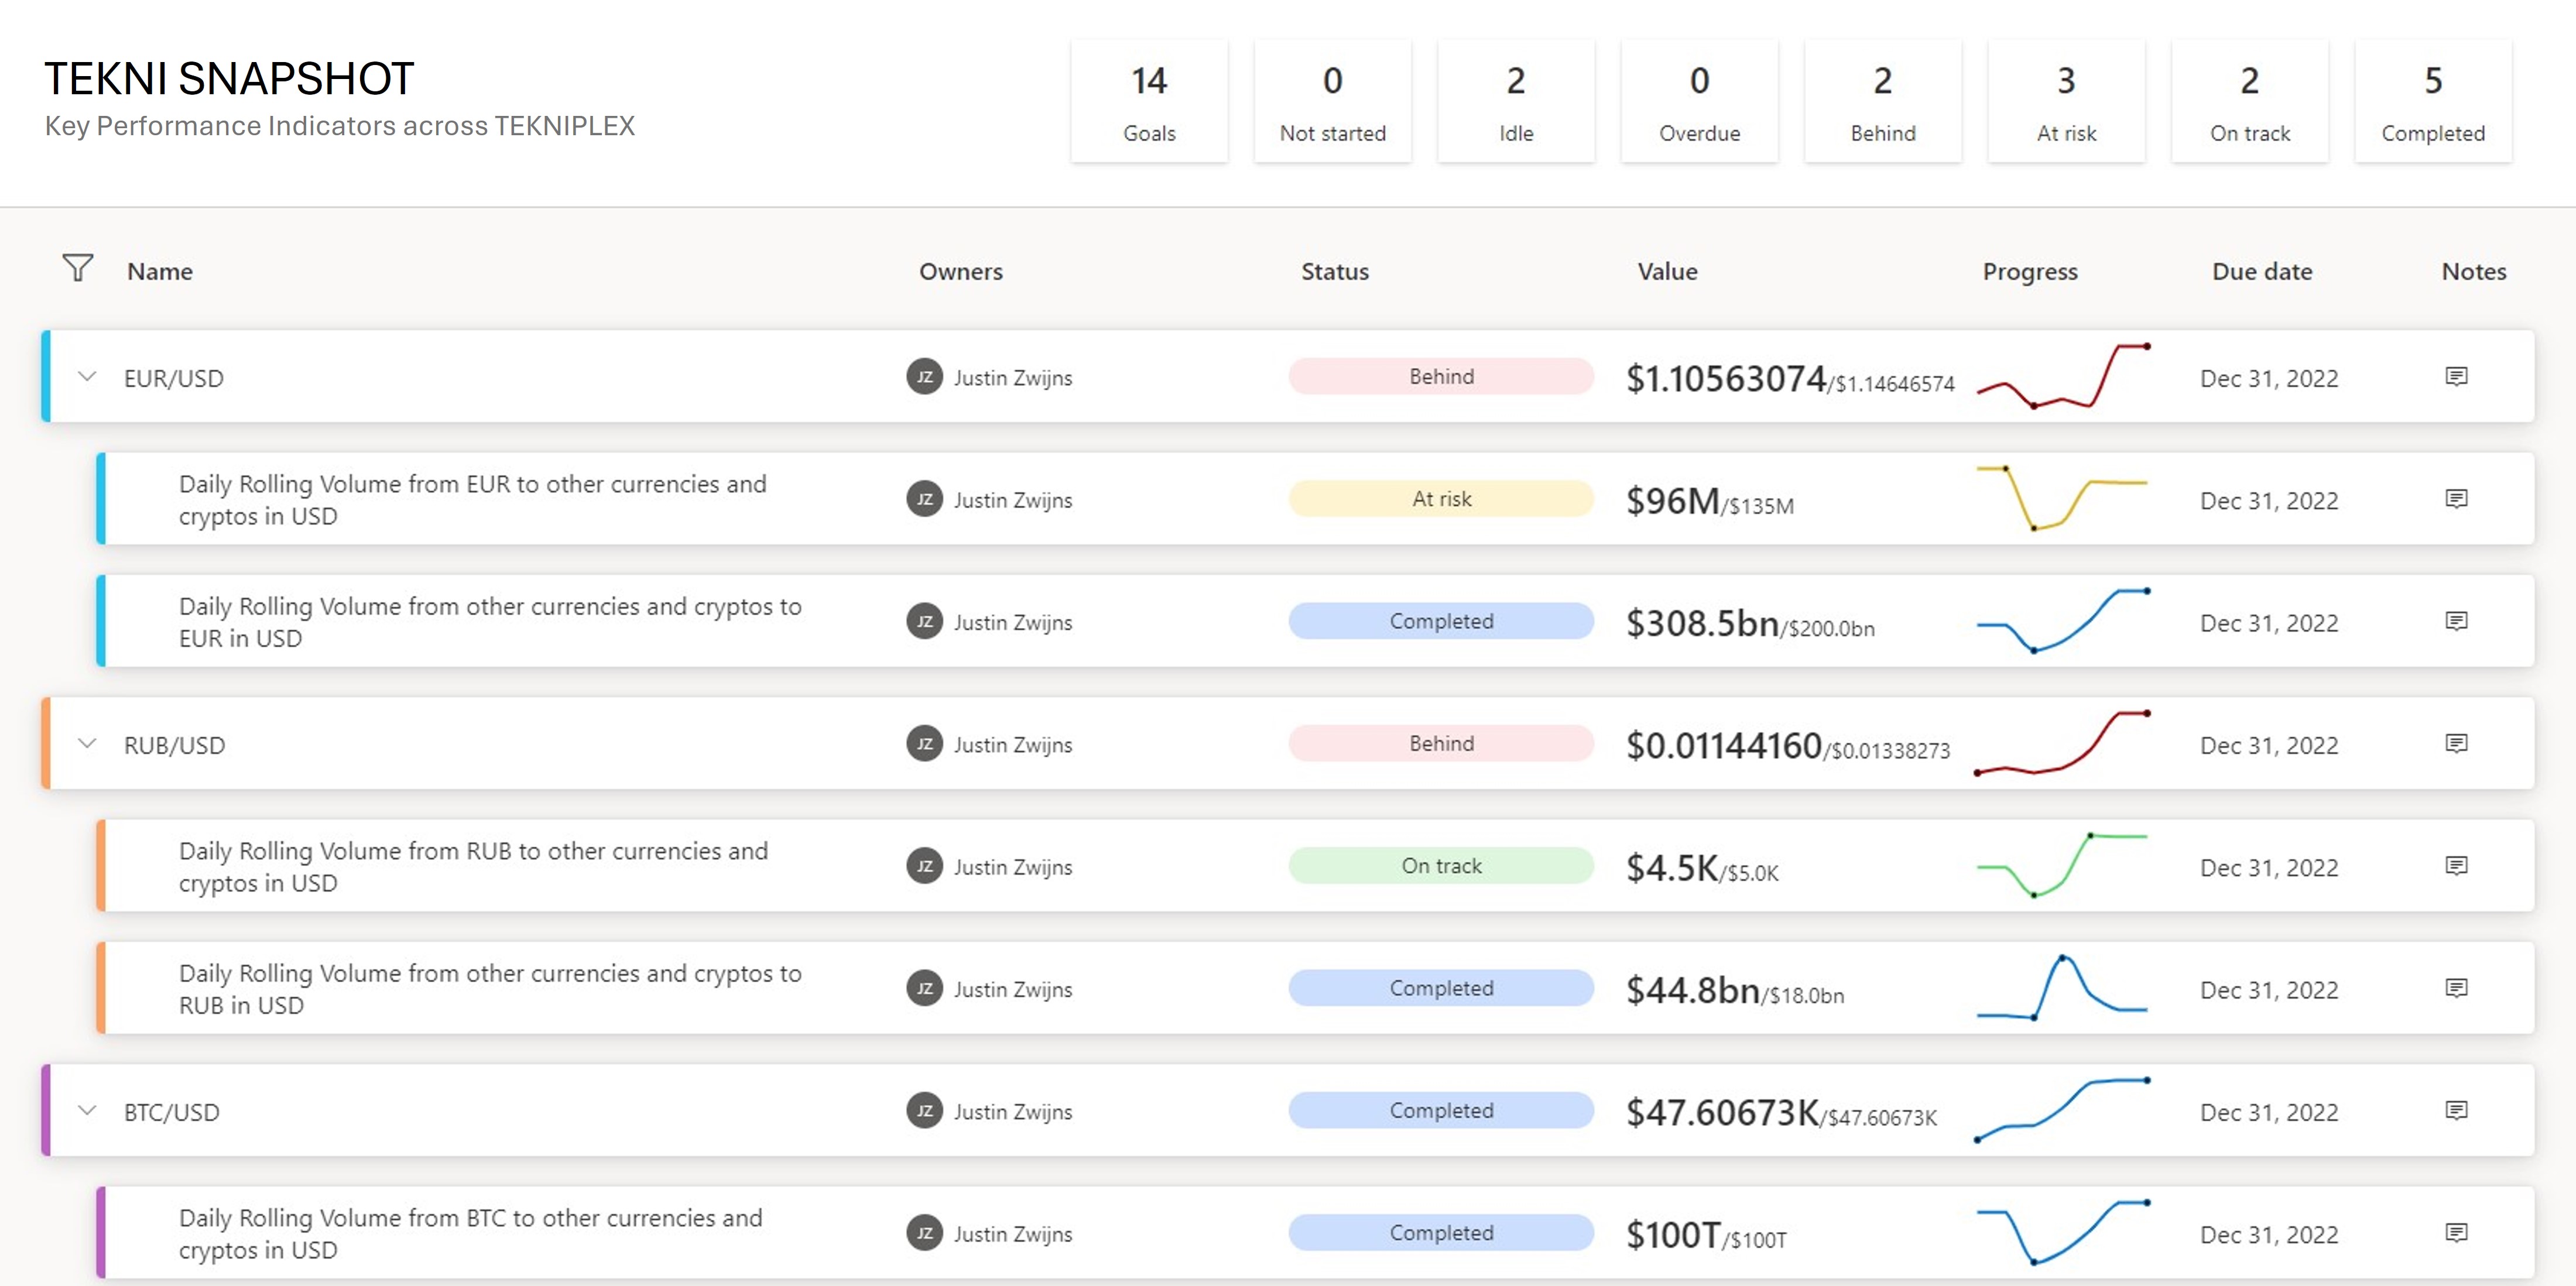 TEKNI SNAPSHOT
Key Performance Indicators across TEKNIPLEX
14 0 2 0 2 3 2 5
Goals Not started Idle Overdue Behind At risk On track Completed
Name Owners Status Value Progress Due date Notes
EUR/USD JZ Justin Zwijns Behind $1.10563074/$1.14646574 Dec 31, 2022
Daily Rolling Volume from EUR to other currencies and
cryptos in USD JZ Justin Zwijns At risk $96M/$135M Dec 31, 2022
Daily Rolling Volume from other currencies and cryptos to
EUR in USD JZ Justin Zwijns Completed $308.5bn/$200.0bn Dec 31, 2022
RUB/USD JZ Justin Zwijns Behind $0.01144160/$0.01338273 Dec 31, 2022
Daily Rolling Volume from RUB to other currencies and
cryptos in USD JZ Justin Zwijns On track $4.5K/$5.0K Dec 31, 2022
Daily Rolling Volume from other currencies and cryptos to
RUB in USD JZ Justin Zwijns Completed $44.8bn/$18.0bn Dec 31, 2022
BTC/USD JZ Justin Zwijns Completed $47.60673K/$47.60673K Dec 31, 2022
Daily Rolling Volume from BTC to other currencies and
cryptos in USD JZ Justin Zwijns Completed $100T/$100T Dec 31, 2022